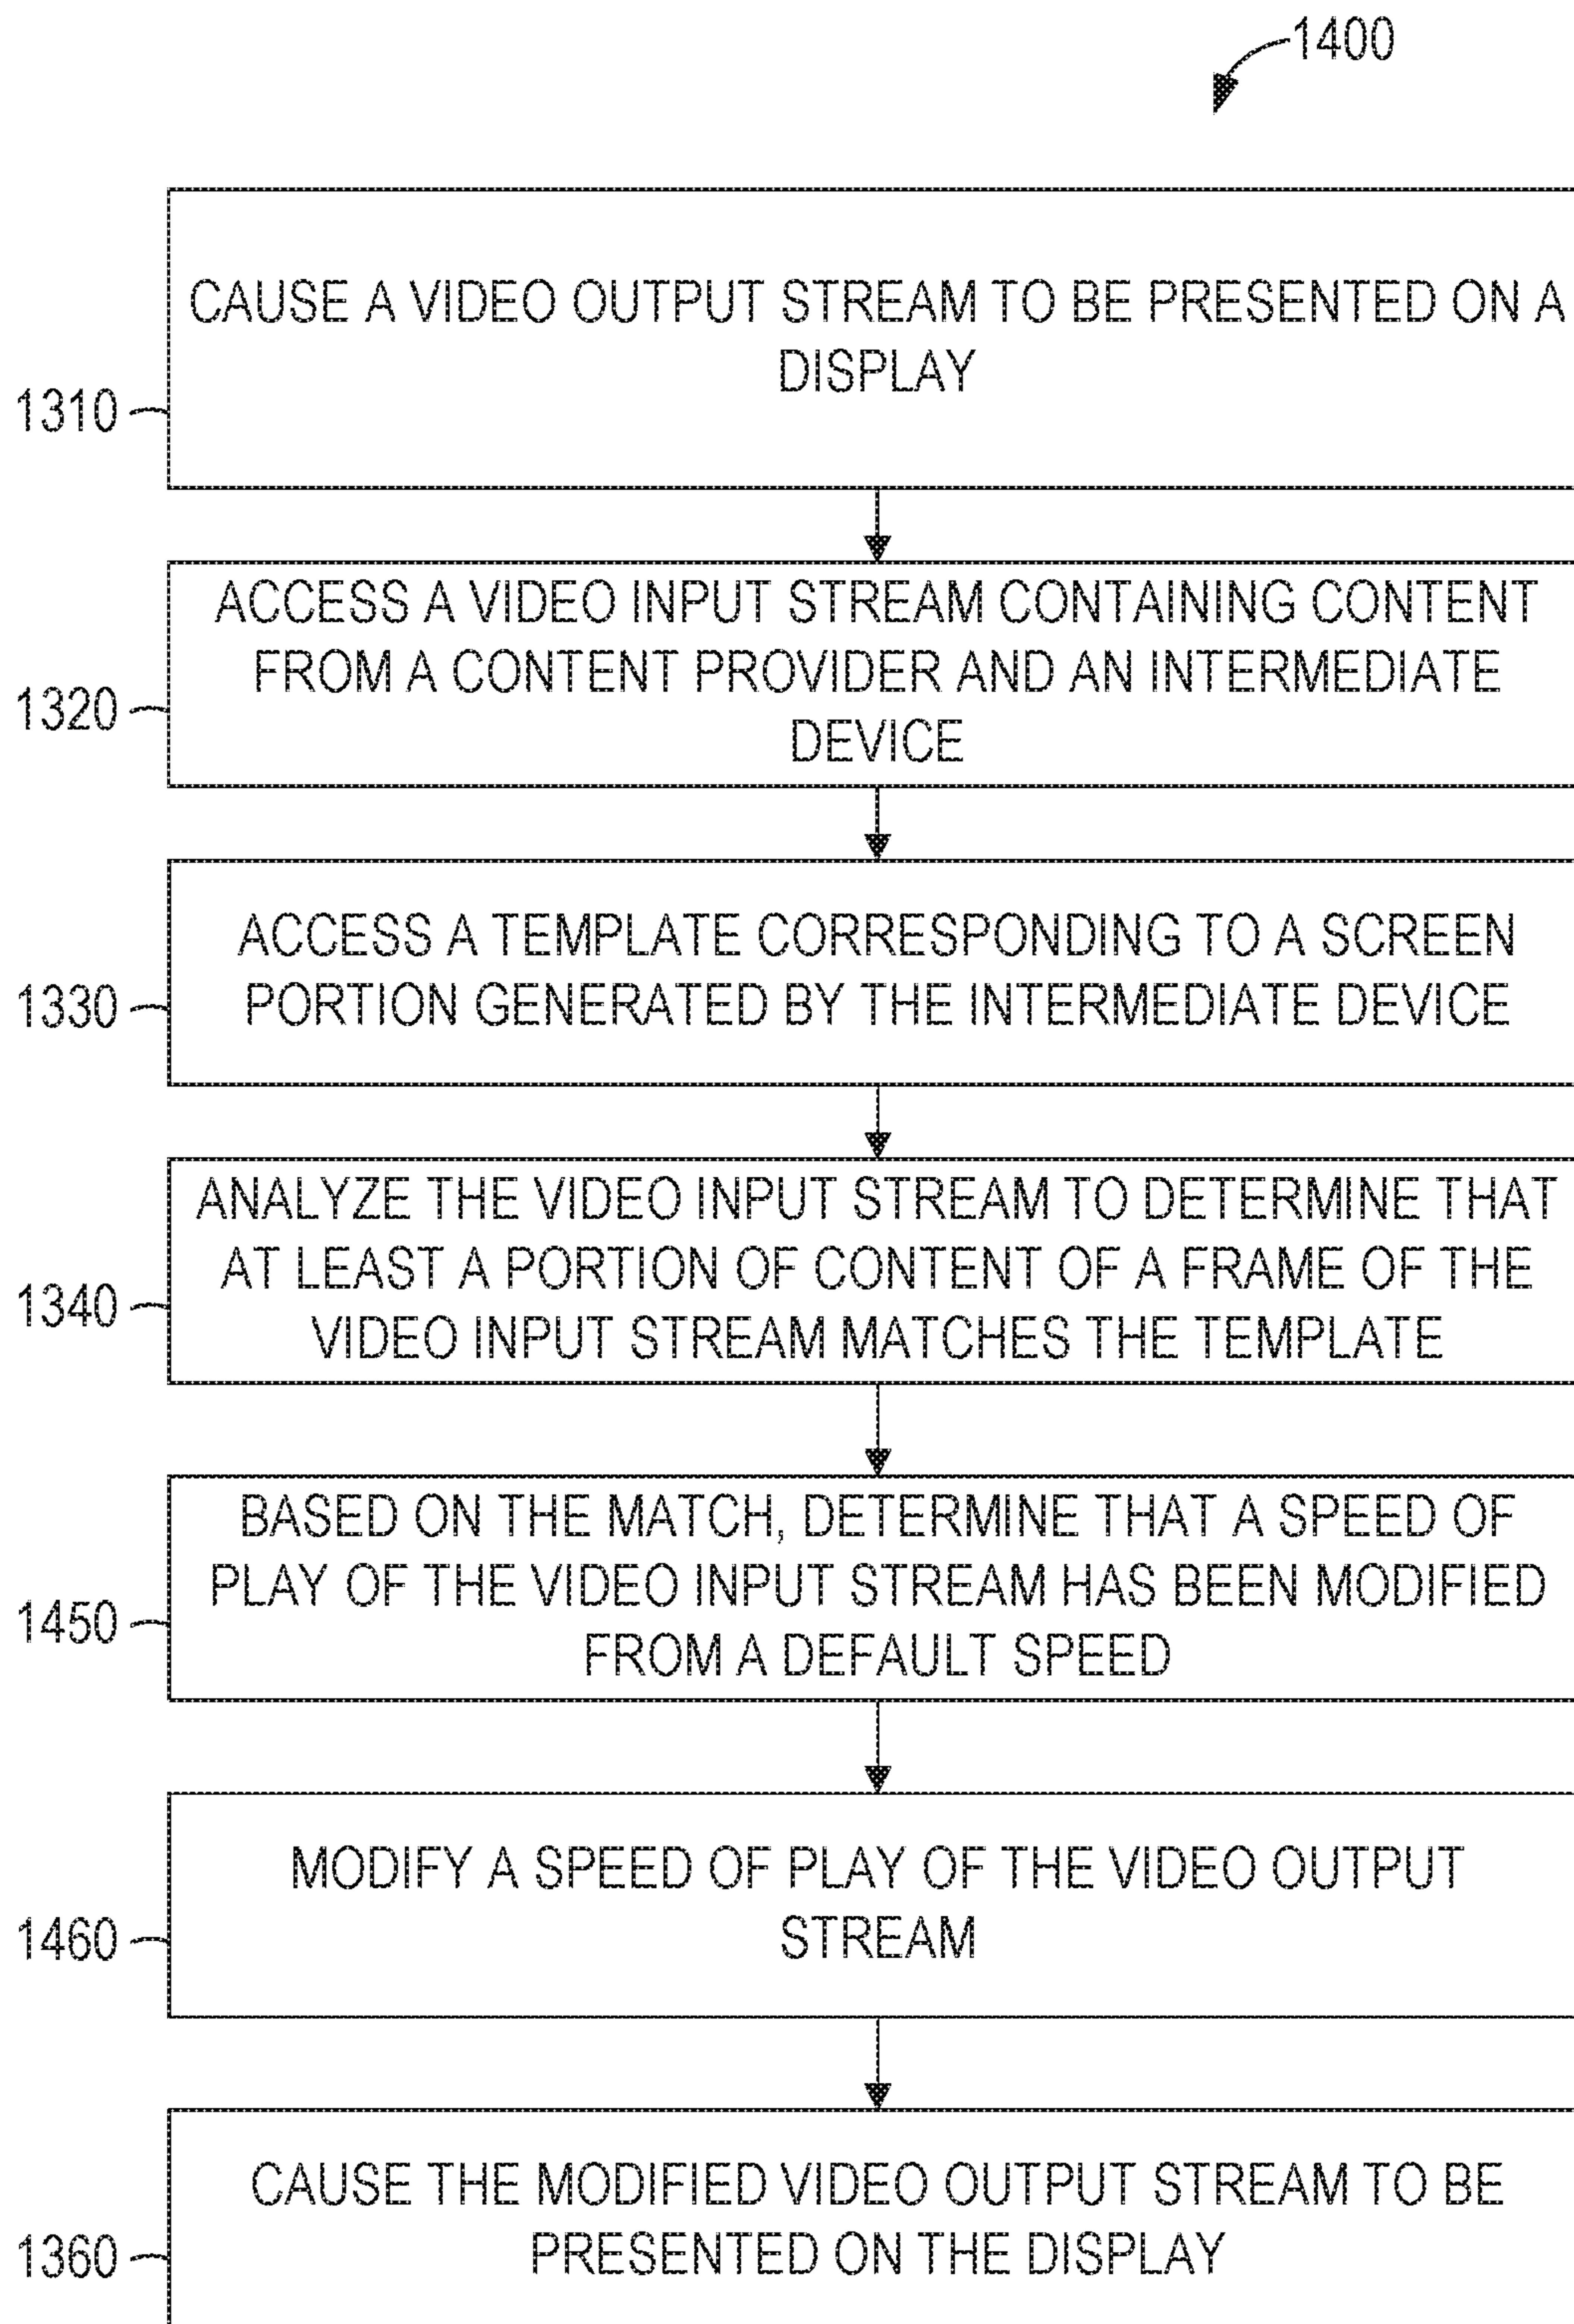 1400
CAUSE A VIDEO OUTPUT STREAM TO BE PRESENTED ON A
DISPLAY
1310
ACCESS A VIDEO INPUT STREAM CONTAINING CONTENT
FROM A CONTENT PROVIDER AND AN INTERMEDIATE
DEVICE
1320
ACCESS A TEMPLATE CORRESPONDING TO A SCREEN
PORTION GENERATED BY THE INTERMEDIATE DEVICE
1330
ANALYZE THE VIDEO INPUT STREAM TO DETERMINE THAT
AT LEAST A PORTION OF CONTENT OF A FRAME OF THE
VIDEO INPUT STREAM MATCHES THE TEMPLATE
1340
BASED ON THE MATCH, DETERMINE THAT A SPEED OF
PLAY OF THE VIDEO INPUT STREAM HAS BEEN MODIFIED
FROM A DEFAULT SPEED
1450
MODIFY A SPEED OF PLAY OF THE VIDEO OUTPUT
STREAM
1460
CAUSE THE MODIFIED VIDEO OUTPUT STREAM TO BE
PRESENTED ON THE DISPLAY
1360